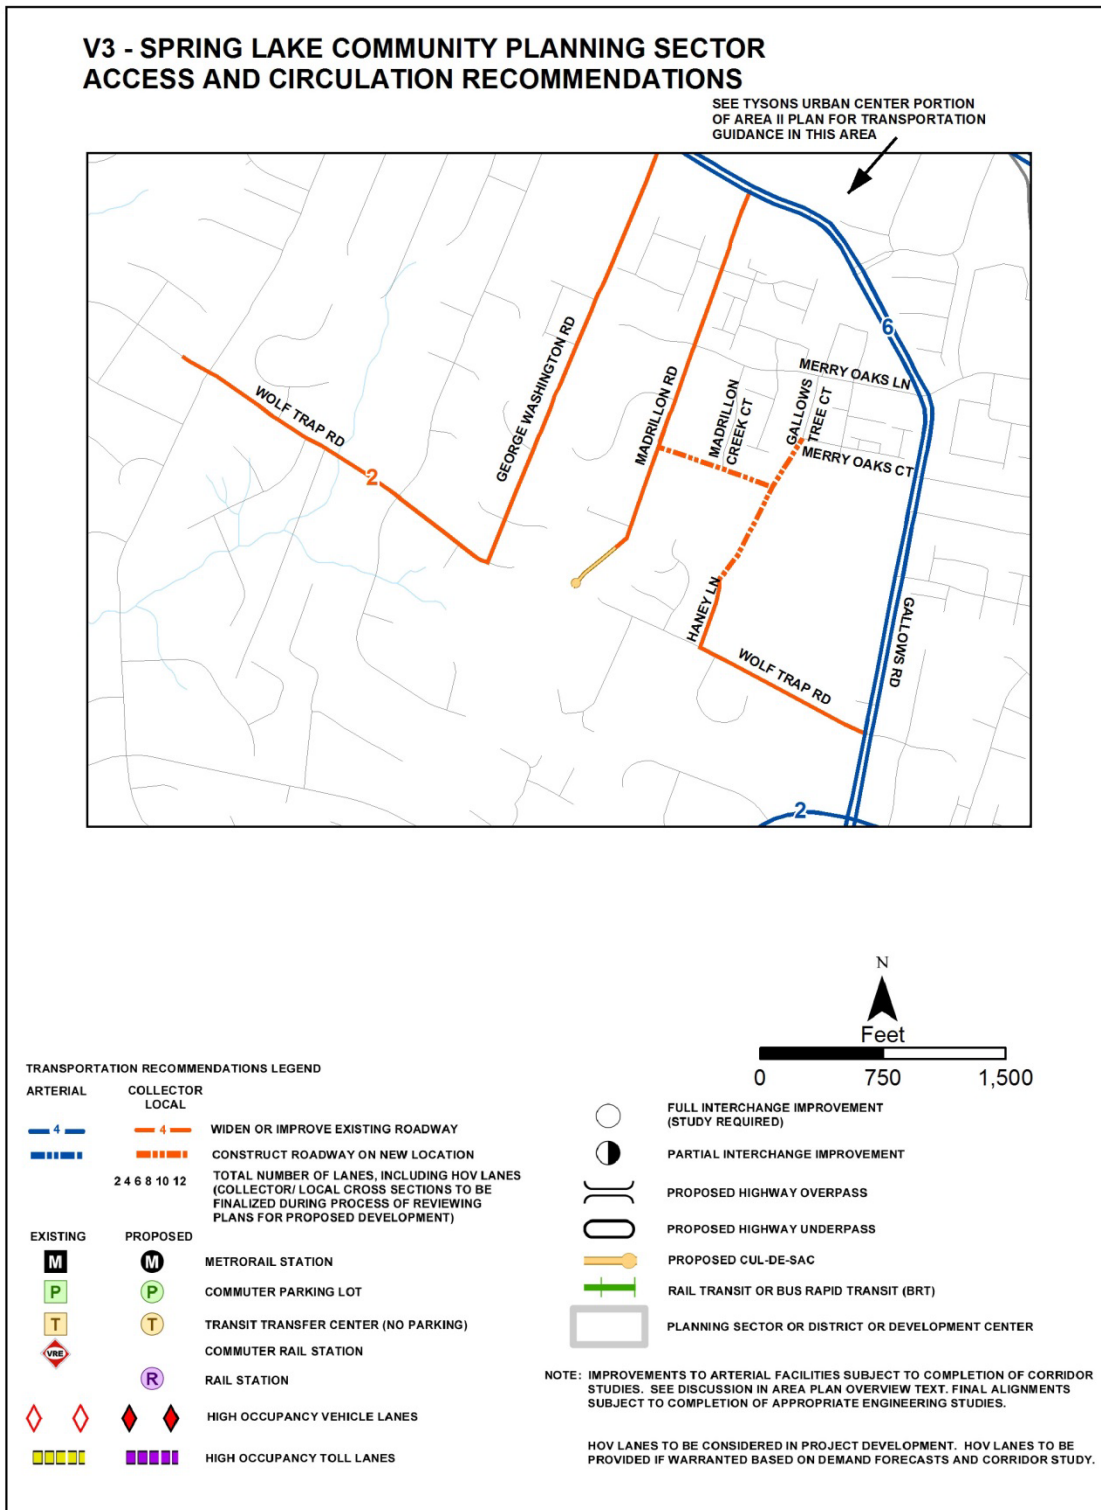 V3 - SPRING LAKE COMMUNITY PLANNING SECTOR
ACCESS AND CIRCULATION RECOMMENDATIONS
SEE TYSONS URBAN CENTER PORTION
OF AREA II PLAN FOR TRANSPORTATION
GUIDANCE IN THIS AREA
6
GEORGE WASHINGTON RD
MADRILLON RD
MERRY OAKS LN
MADRILLON
CREEK CT
GALLOWS
TREE CT
WOLF TRAP RD
MERRY OAKS CT
2
HANEY LN
GALLOWS RD
WOLF TRAP RD
2
N
Feet
0 750 1,500
TRANSPORTATION RECOMMENDATIONS LEGEND
ARTERIAL
COLLECTOR
LOCAL
4 4 WIDEN OR IMPROVE EXISTING ROADWAY
CONSTRUCT ROADWAY ON NEW LOCATION
2 4 6 8 10 12 TOTAL NUMBER OF LANES, INCLUDING HOV LANES
(COLLECTOR/ LOCAL CROSS SECTIONS TO BE
FINALIZED DURING PROCESS OF REVIEWING
PLANS FOR PROPOSED DEVELOPMENT)
EXISTING PROPOSED
M M METRORAIL STATION
P P COMMUTER PARKING LOT
T T TRANSIT TRANSFER CENTER (NO PARKING)
VRE COMMUTER RAIL STATION
R RAIL STATION
HIGH OCCUPANCY VEHICLE LANES
HIGH OCCUPANCY TOLL LANES
FULL INTERCHANGE IMPROVEMENT
(STUDY REQUIRED)
PARTIAL INTERCHANGE IMPROVEMENT
PROPOSED HIGHWAY OVERPASS
PROPOSED HIGHWAY UNDERPASS
PROPOSED CUL-DE-SAC
RAIL TRANSIT OR BUS RAPID TRANSIT (BRT)
PLANNING SECTOR OR DISTRICT OR DEVELOPMENT CENTER
NOTE: IMPROVEMENTS TO ARTERIAL FACILITIES SUBJECT TO COMPLETION OF CORRIDOR
STUDIES. SEE DISCUSSION IN AREA PLAN OVERVIEW TEXT. FINAL ALIGNMENTS
SUBJECT TO COMPLETION OF APPROPRIATE ENGINEERING STUDIES.
HOV LANES TO BE CONSIDERED IN PROJECT DEVELOPMENT. HOV LANES TO BE
PROVIDED IF WARRANTED BASED ON DEMAND FORECASTS AND CORRIDOR STUDY.